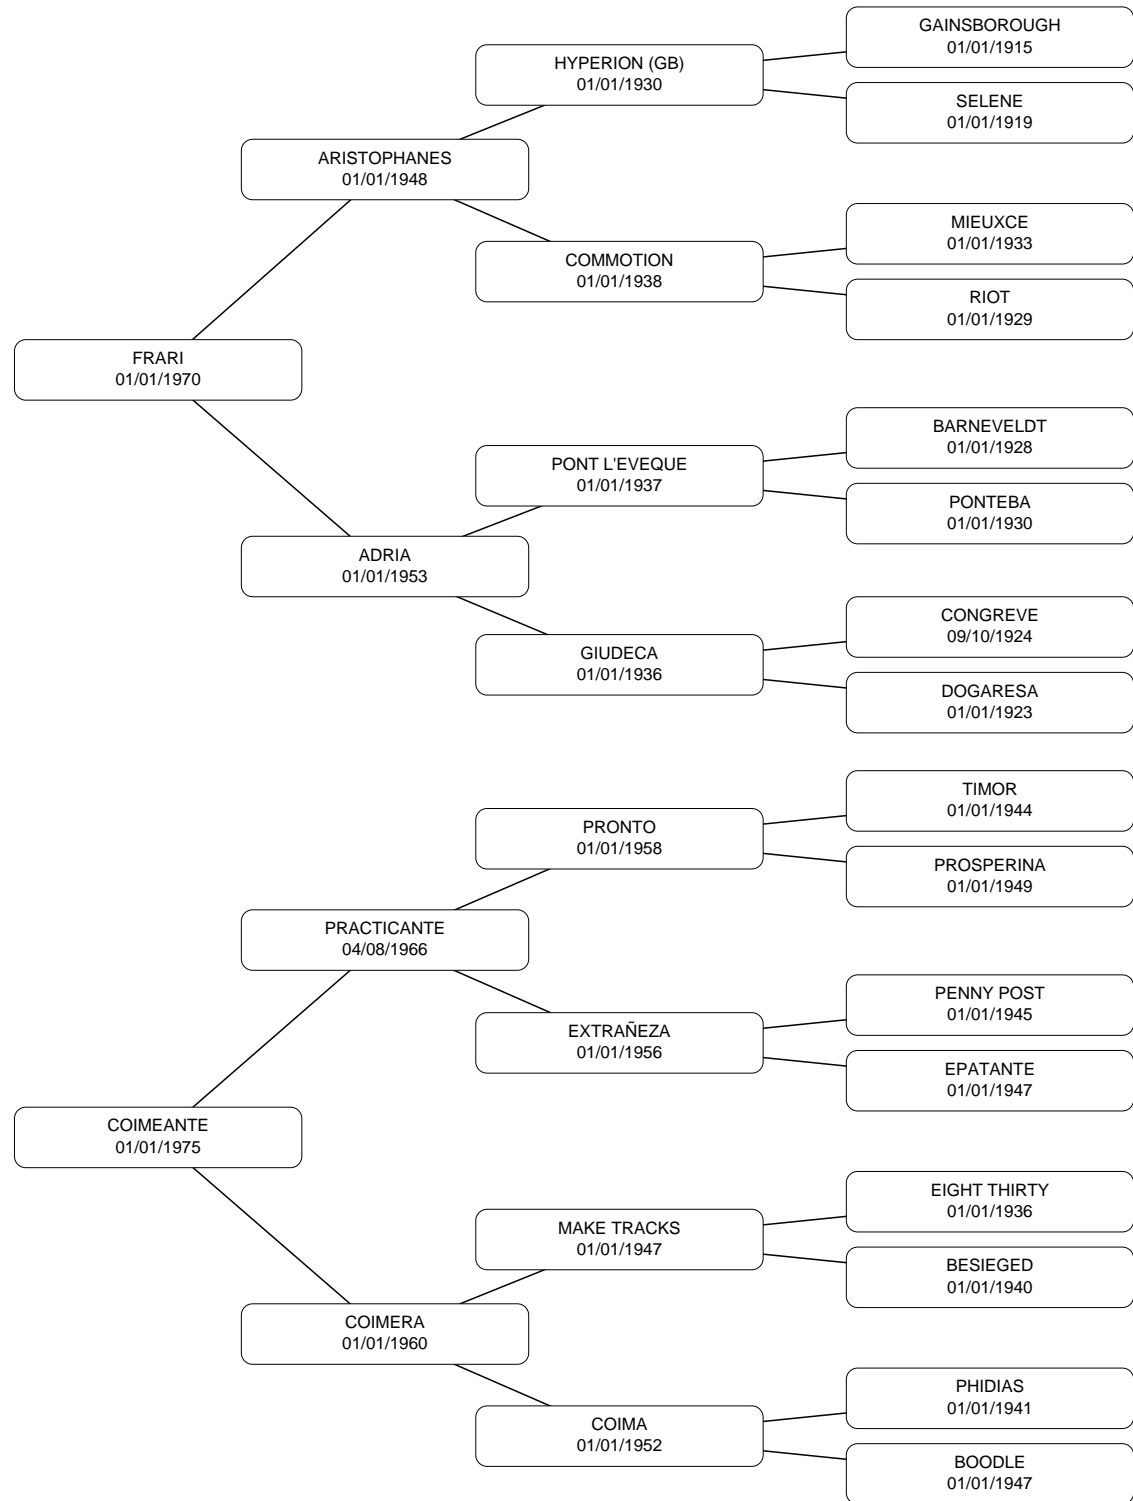 GAINSBOROUGH
01/01/1915
HYPERION (GB)
01/01/1930
SELENE
01/01/1919
ARISTOPHANES
01/01/1948
MIEUXCE
01/01/1933
COMMOTION
01/01/1938
RIOT
01/01/1929
FRARI
01/01/1970
BARNEVELDT
01/01/1928
PONT L'EVEQUE
01/01/1937
PONTEBA
01/01/1930
ADRIA
01/01/1953
CONGREVE
09/10/1924
GIUDECA
01/01/1936
DOGARESA
01/01/1923
TIMOR
01/01/1944
PRONTO
01/01/1958
PROSPERINA
01/01/1949
PRACTICANTE
04/08/1966
PENNY POST
01/01/1945
EXTRAÑEZA
01/01/1956
EPATANTE
01/01/1947
COIMEANTE
01/01/1975
EIGHT THIRTY
01/01/1936
MAKE TRACKS
01/01/1947
BESIEGED
01/01/1940
COIMERA
01/01/1960
PHIDIAS
01/01/1941
COIMA
01/01/1952
BOODLE
01/01/1947